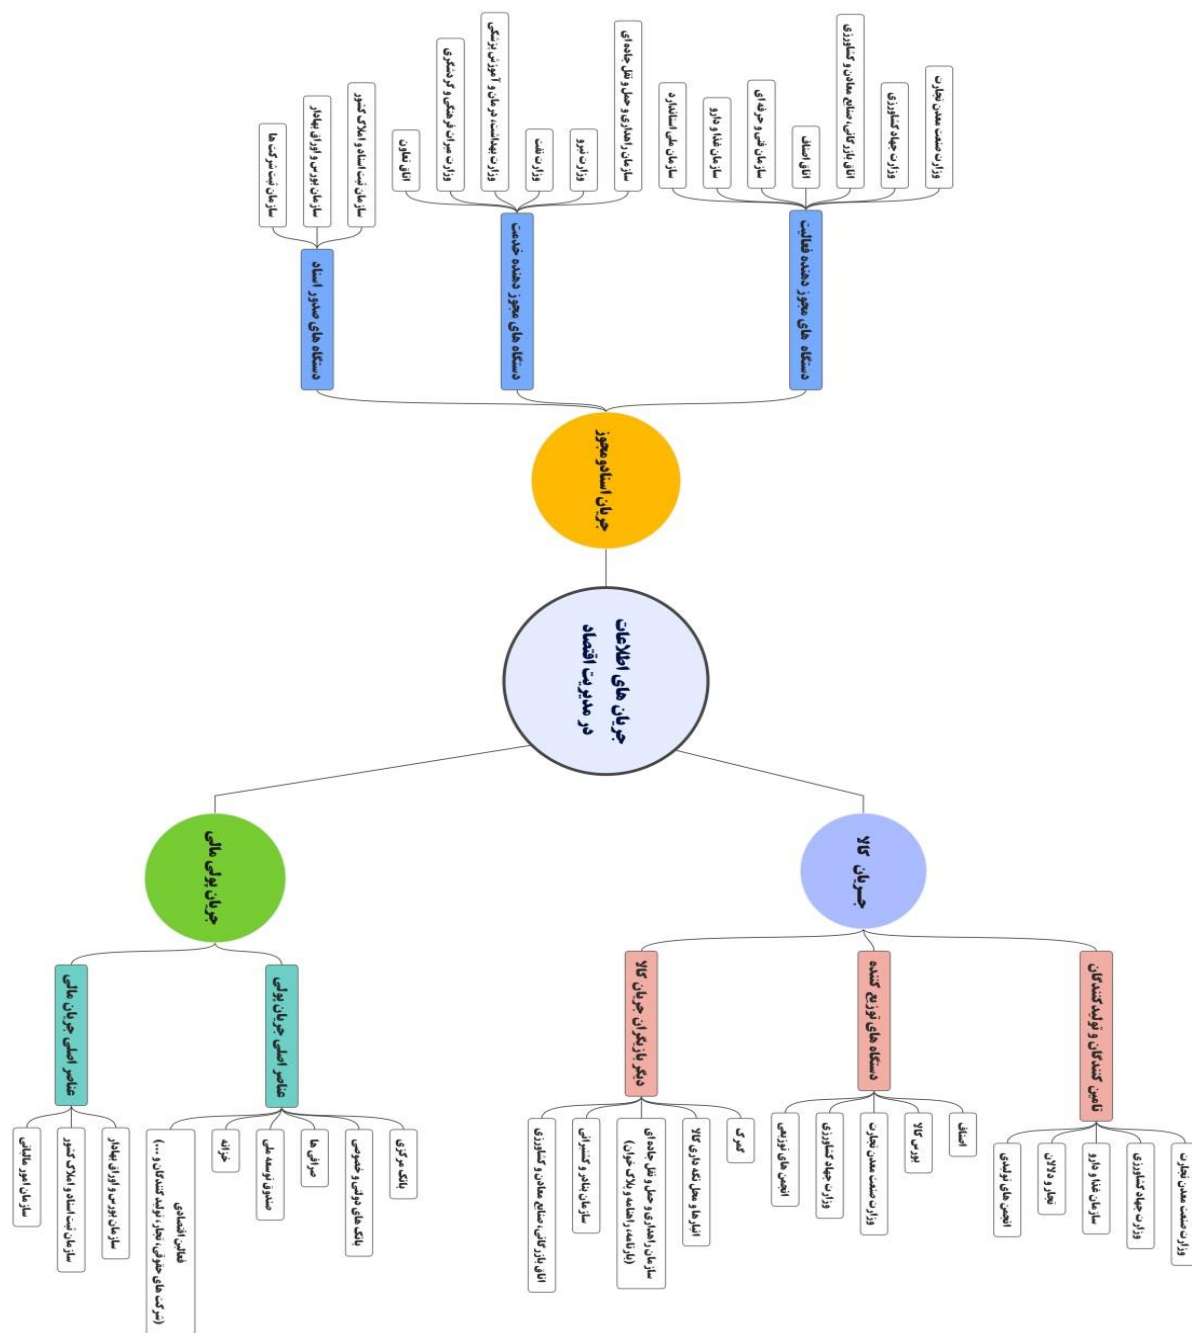 جریان های اطلاعات
در مدیریت اقتصاد
جریان اسناد و مجوز
دستگاه های مجوز دهنده فعالیت
وزارت صنعت معدن تجارت
وزارت جهاد کشاورزی
اتاق بازرگانی، صنایع معادن و کشاورزی
اتاق اصناف
سازمان فنی و حرفه ای
سازمان غذا و دارو
سازمان ملی استاندارد
دستگاه های مجوز دهنده خدمت
سازمان راهداری و حمل و نقل جاده ای
وزارت نیرو
وزارت نفت
وزارت بهداشت، درمان و آموزش پزشکی
وزارت میراث فرهنگی و گردشگری
اتاق تعاون
دستگاه های صدور اسناد
سازمان ثبت اسناد و املاک کشور
سازمان بورس و اوراق بهادار
سازمان ثبت شرکت ها
جریان کالا
تامین کنندگان و تولیدکنندگان
وزارت صنعت معدن تجارت
وزارت جهاد کشاورزی
سازمان غذا و دارو
تجار و دلالان
انجمن های تولیدی
دستگاه های توزیع کننده
اصناف
بورس کالا
وزارت صنعت معدن تجارت
وزارت جهاد کشاورزی
انجمن های توزیعی
دیگر بازیگران جریان کالا
گمرک
انبارها و محل نگه داری کالا
سازمان راهداری و حمل و نقل جاده ای
(بارنامه، راهنامه و پلاک خوان)
سازمان بنادر و کشتیرانی
اتاق بازرگانی، صنایع معادن و کشاورزی
جریان پولی مالی
عناصر اصلی جریان پولی
بانک مرکزی
بانک های دولتی و خصوصی
صرافی ها
صندوق توسعه ملی
خزانه
فعالین اقتصادی
(شرکت های حقوقی، تجار، تولید کنندگان و ...)
عناصر اصلی جریان مالی
سازمان بورس و اوراق بهادار
سازمان ثبت اسناد و املاک کشور
سازمان امور مالیاتی